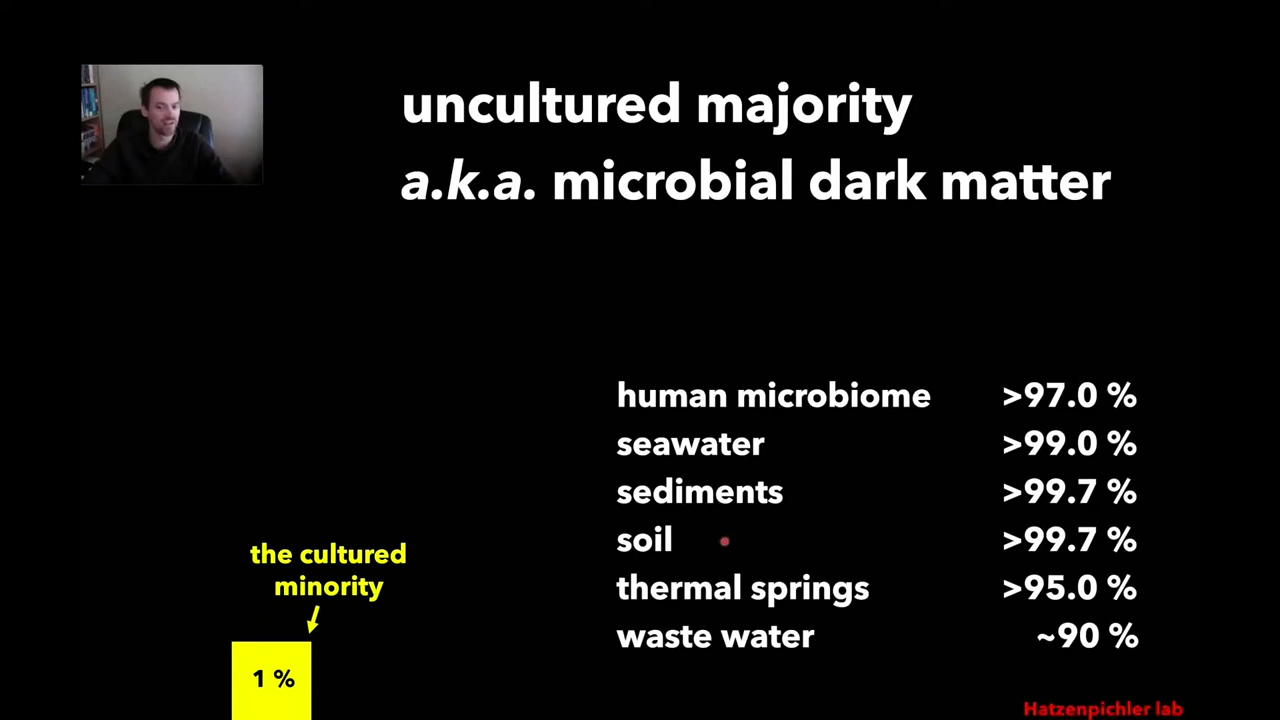 uncultured majority
a.k.a. microbial dark matter
human microbiome >97.0 %
seawater >99.0 %
sediments >99.7 %
soil >99.7 %
thermal springs >95.0 %
waste water ~90 %
the cultured
minority
1 %
Hatzenpichler lab